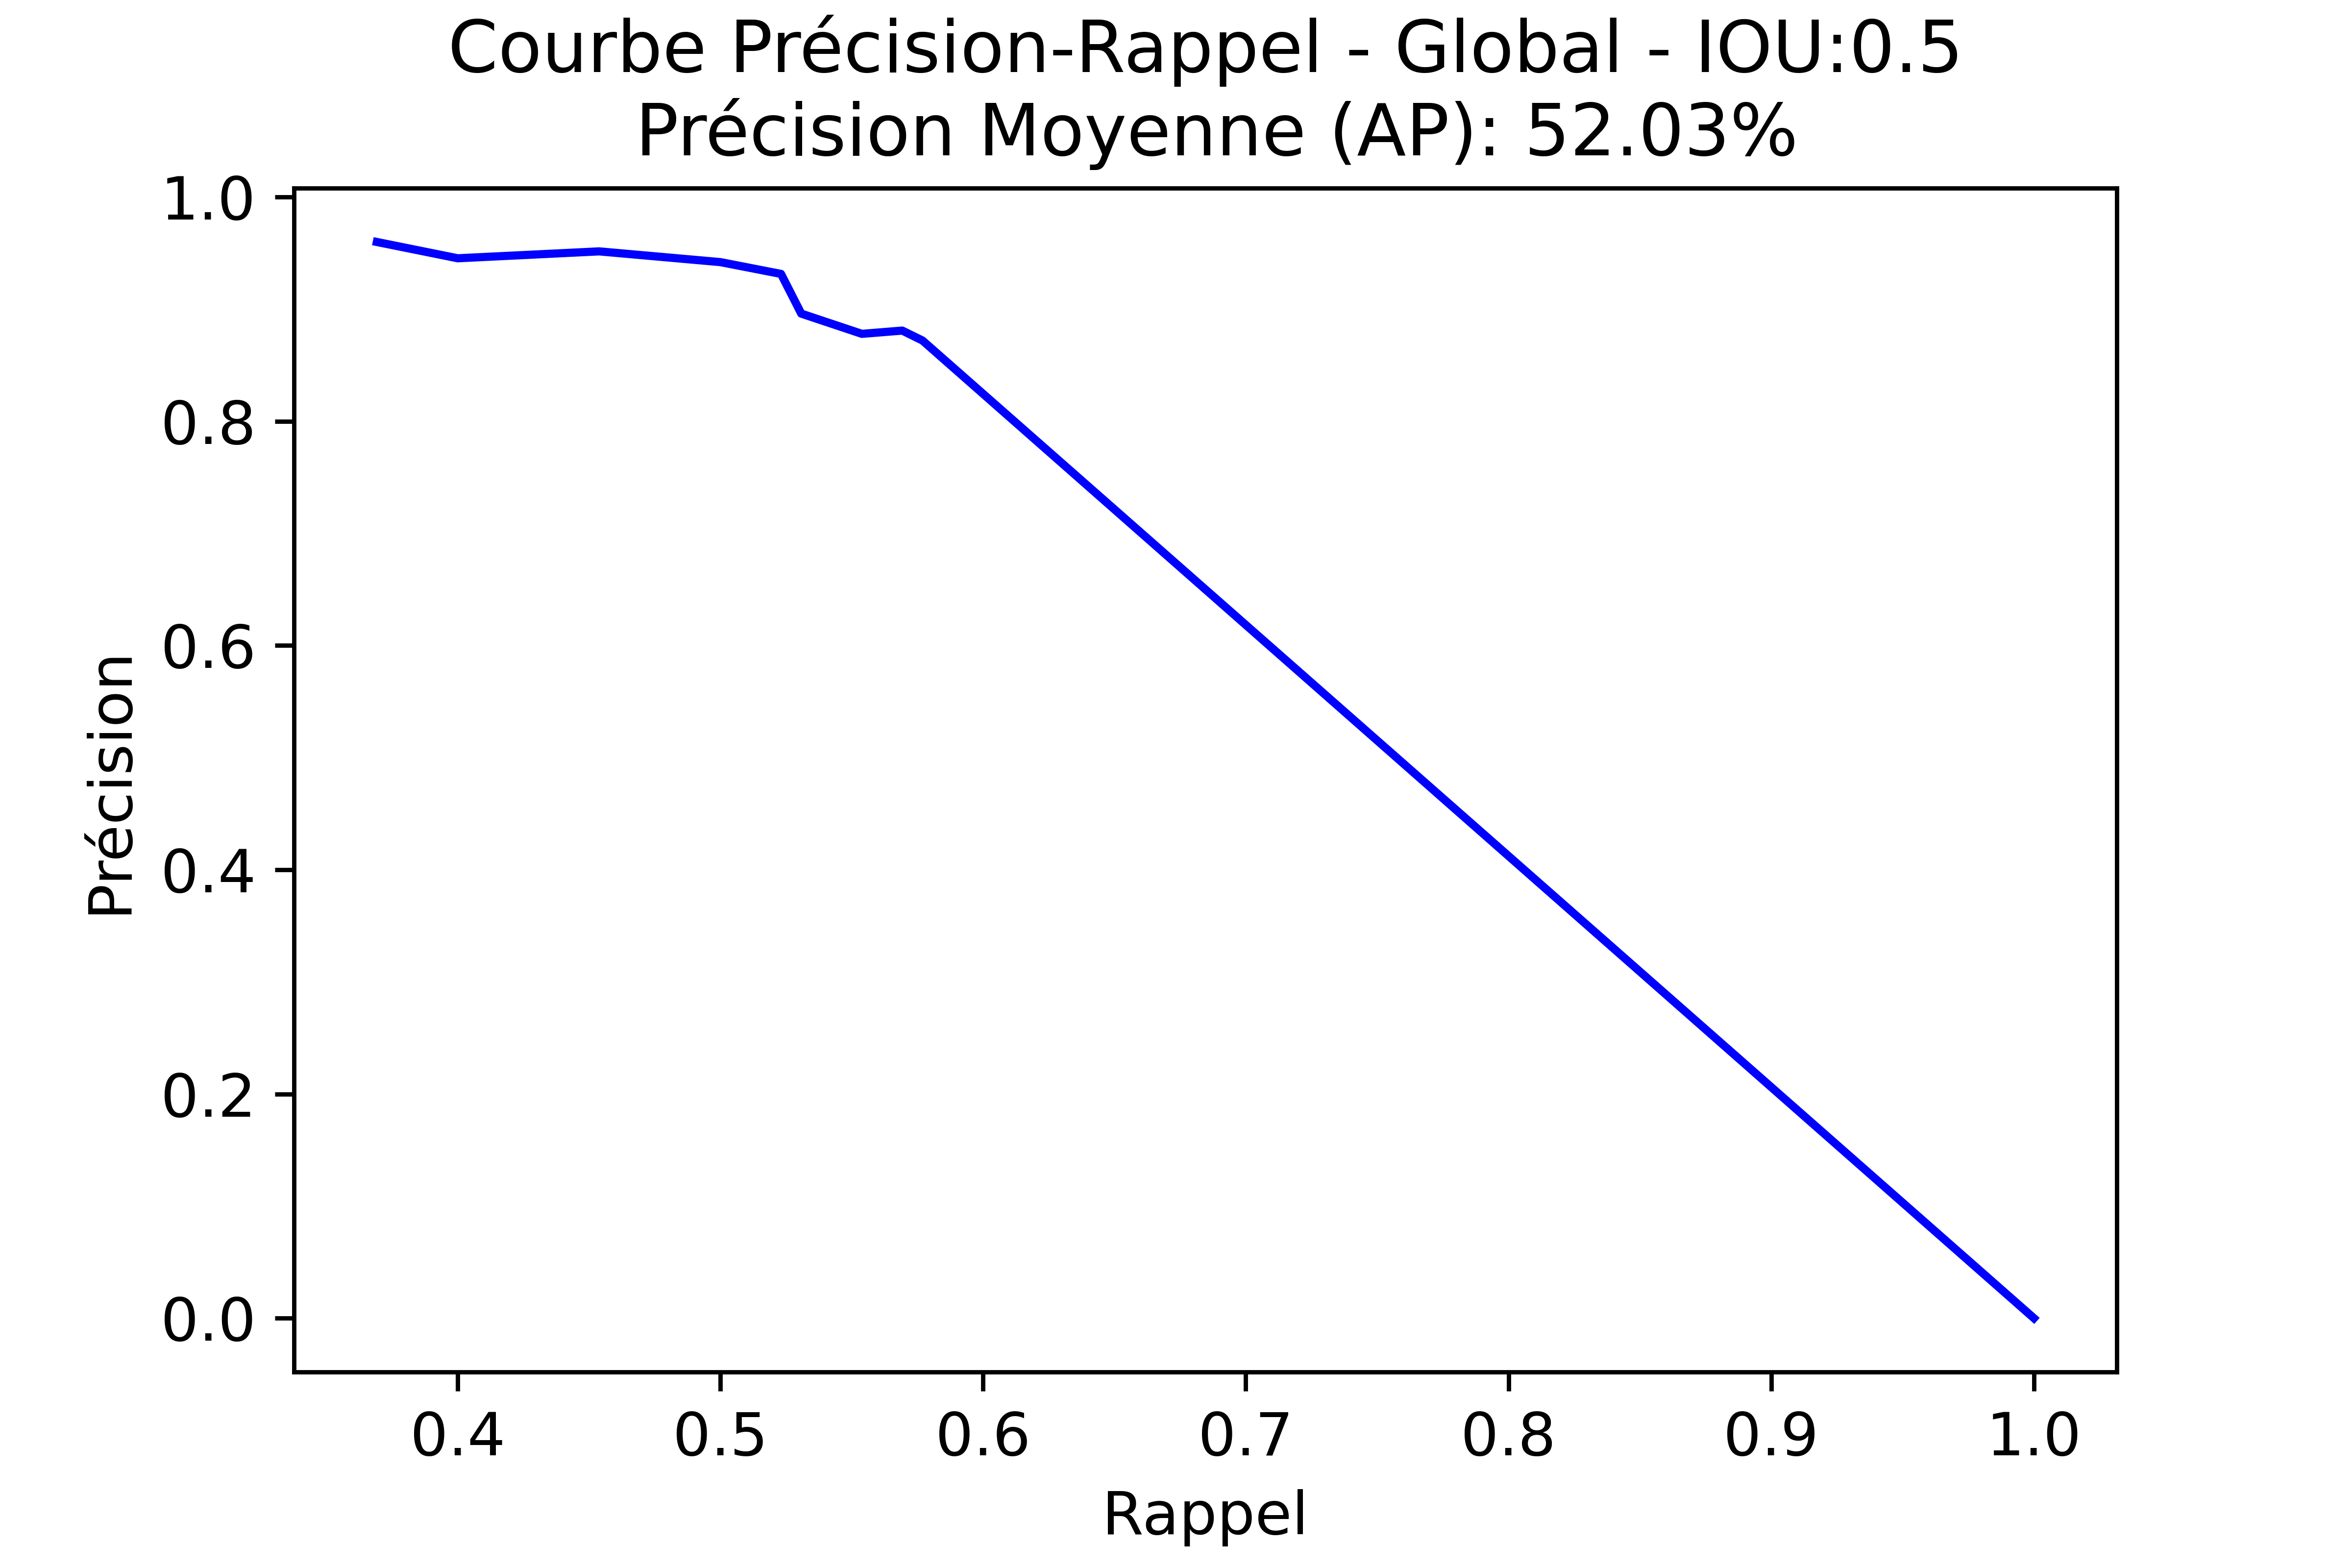 Courbe Précision-Rappel - Global - IOU:0.5
Précision Moyenne (AP): 52.03%
1.0
0.8
0.6
0.4
0.2
0.0
Précision
0.4 0.5 0.6 0.7 0.8 0.9 1.0
Rappel